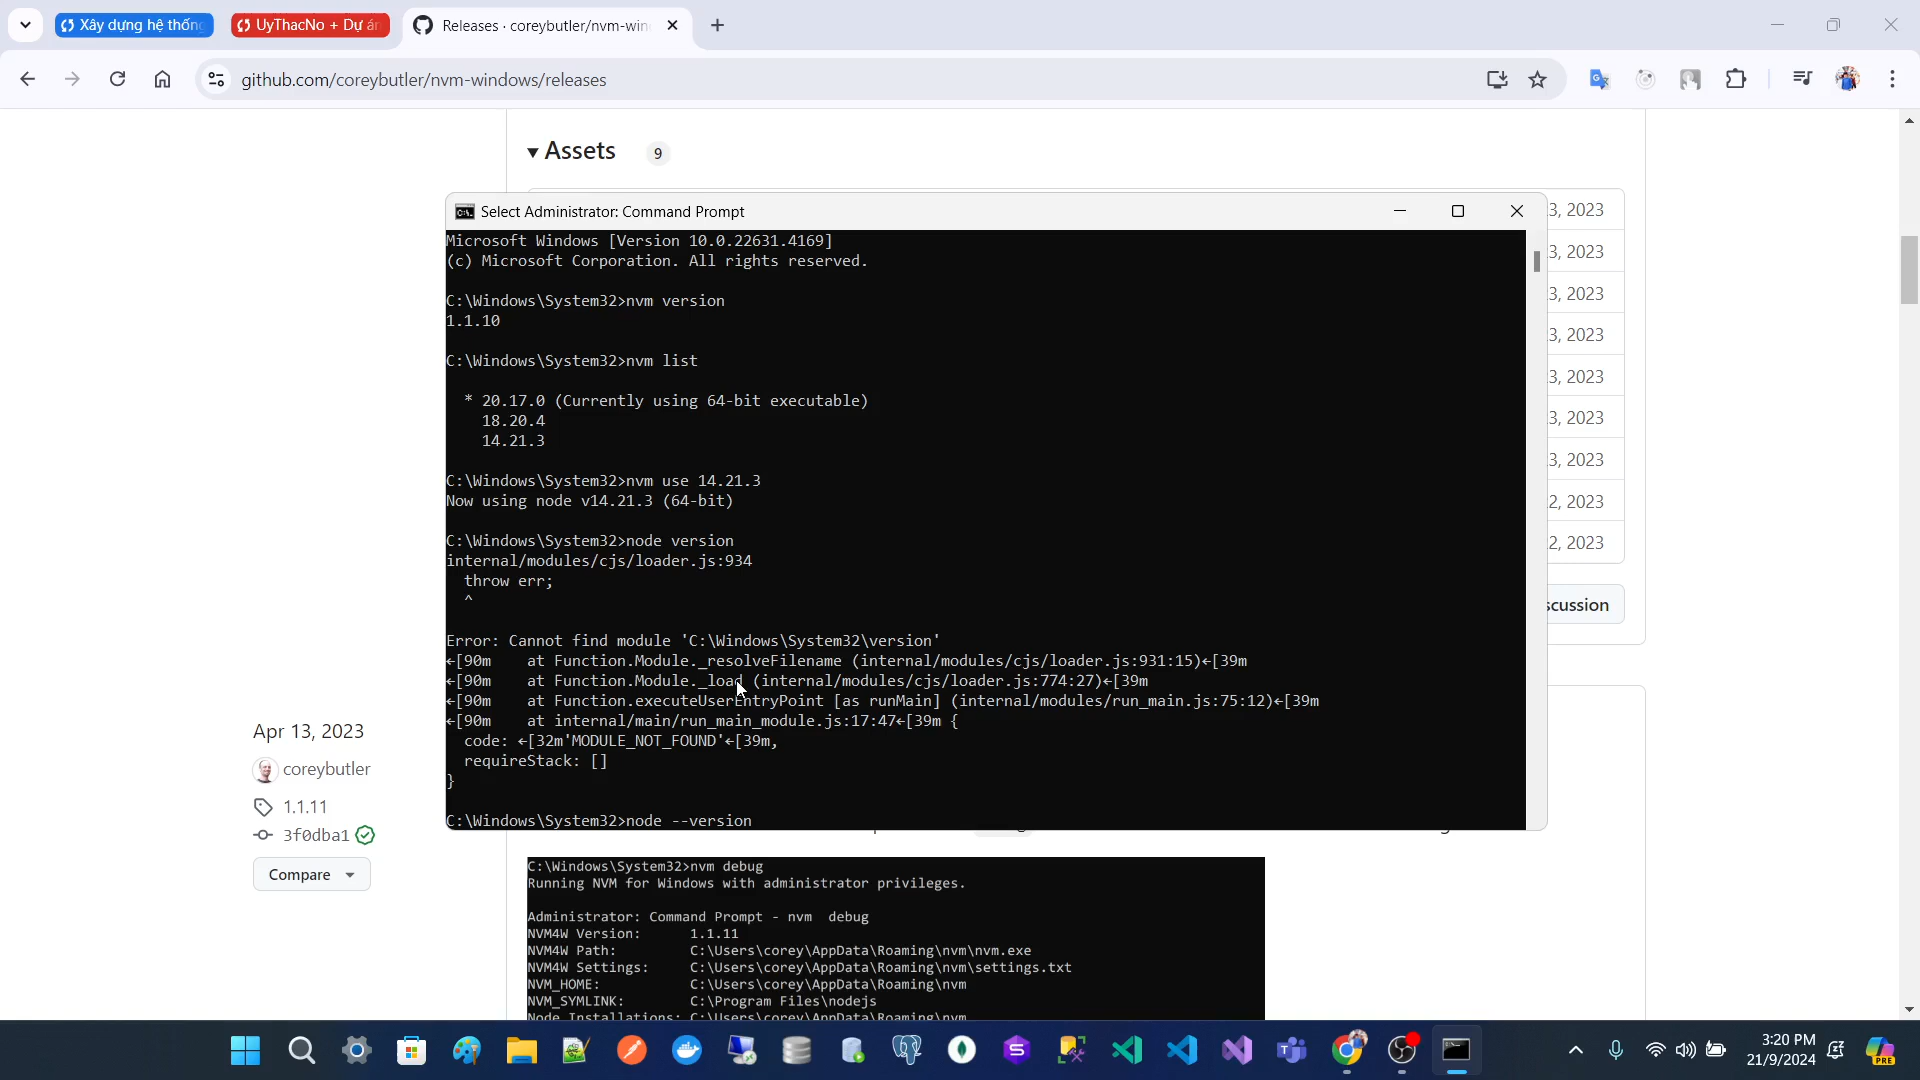 Xây dựng hệ thống
UyThacNo + Dự án
Releases · coreybutler/nvm-win
github.com/coreybutler/nvm-windows/releases
Assets 9
Select Administrator: Command Prompt
3, 2023
3, 2023
3, 2023
3, 2023
3, 2023
3, 2023
3, 2023
2, 2023
2, 2023
scussion
Microsoft Windows [Version 10.0.22631.4169]
(c) Microsoft Corporation. All rights reserved.
C:\Windows\System32>nvm version
1.1.10
C:\Windows\System32>nvm list
* 20.17.0 (Currently using 64-bit executable)
18.20.4
14.21.3
C:\Windows\System32>nvm use 14.21.3
Now using node v14.21.3 (64-bit)
C:\Windows\System32>node version
internal/modules/cjs/loader.js:934
throw err;
^
Error: Cannot find module 'C:\Windows\System32\version'
←[90m    at Function.Module._resolveFilename (internal/modules/cjs/loader.js:931:15)←[39m
←[90m    at Function.Module._load (internal/modules/cjs/loader.js:774:27)←[39m
←[90m    at Function.executeUserEntryPoint [as runMain] (internal/modules/run_main.js:75:12)←[39m
←[90m    at internal/main/run_main_module.js:17:47←[39m {
code: ←[32m'MODULE_NOT_FOUND'←[39m,
requireStack: []
}
C:\Windows\System32>node --version
Apr 13, 2023
coreybutler
1.1.11
3f0dba1
Compare
C:\Windows\System32>nvm debug
Running NVM for Windows with administrator privileges.
Administrator: Command Prompt - nvm  debug
NVM4W Version:      1.1.11
NVM4W Path:         C:\Users\corey\AppData\Roaming\nvm\nvm.exe
NVM4W Settings:     C:\Users\corey\AppData\Roaming\nvm\settings.txt
NVM_HOME:           C:\Users\corey\AppData\Roaming\nvm
NVM_SYMLINK:        C:\Program Files\nodejs
Node Installations: C:\Users\corey\AppData\Roaming\nvm
3:20 PM
21/9/2024
PRE